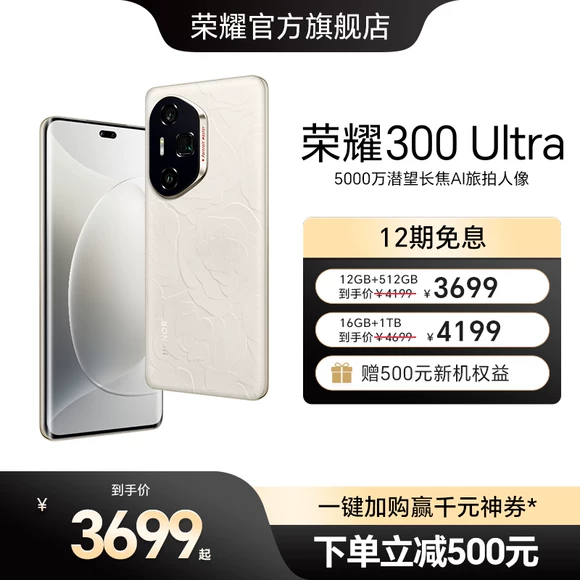 荣耀官方旗舰店
荣耀300 Ultra
5000万潜望长焦AI旅拍人像
12期免息
12GB+512GB
到手价¥4199 ¥3699
16GB+1TB
到手价¥4699 ¥4199
赠500元新机权益
HONOR
到手价
¥3699起
一键加购赢千元神券*
下单立减500元